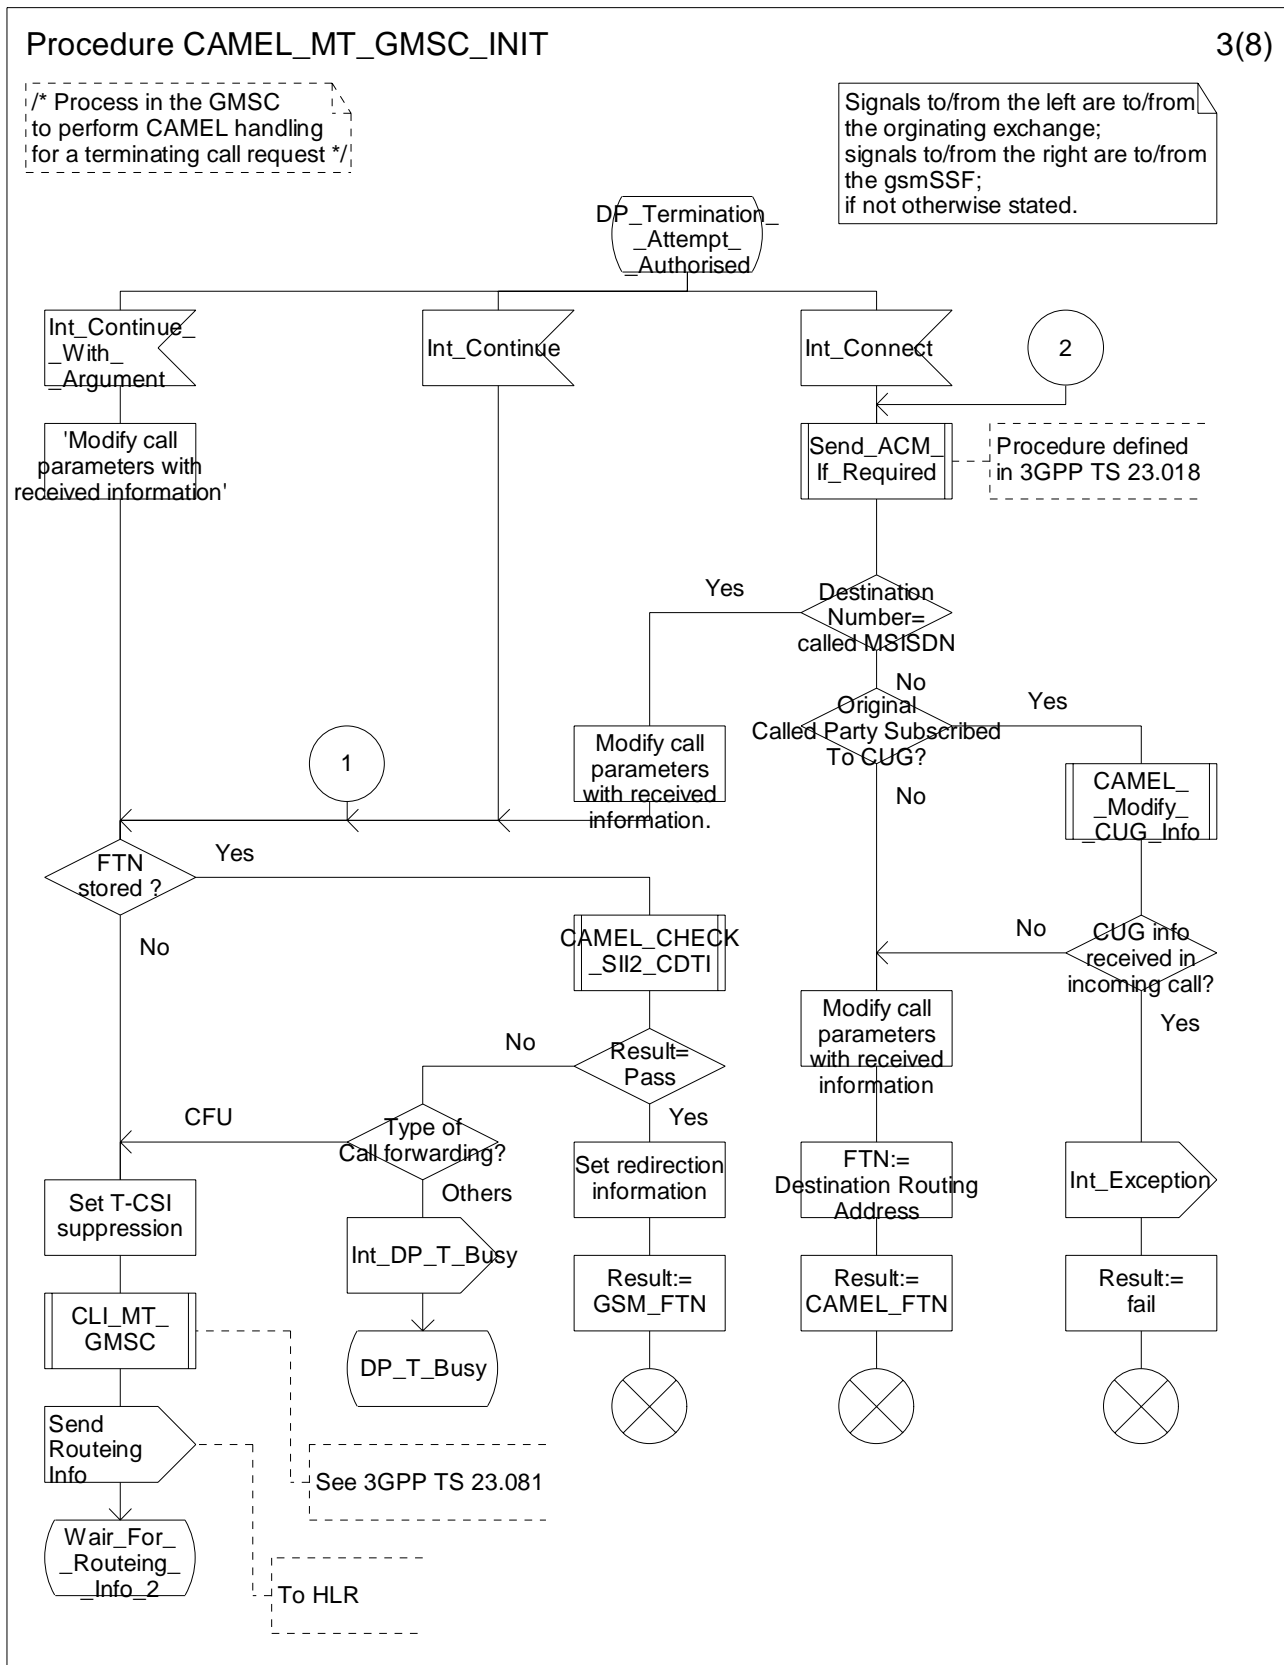 Procedure CAMEL_MT_GMSC_INIT
3(8)
/* Process in the GMSC
to perform CAMEL handling
for a terminating call request */
Signals to/from the left are to/from
the orginating exchange;
signals to/from the right are to/from
the gsmSSF;
if not otherwise stated.
DP_Termination_
_Attempt_
_Authorised
Int_Continue_
_With_
_Argument
Int_Continue
Int_Connect
2
'Modify call
parameters with
received information'
Send_ACM_
If_Required
Procedure defined
in 3GPP TS 23.018
Yes
Destination
Number=
called MSISDN
No
Original
Called Party Subscribed
To CUG?
Yes
1
Modify call
parameters
with received
information.
No
CAMEL_
_Modify_
_CUG_Info
FTN
stored ?
Yes
No
CAMEL_CHECK
_SII2_CDTI
No
CUG info
received in
incoming call?
Modify call
parameters
with received
information
Yes
No
Result=
Pass
CFU
Type of
Call forwarding?
Yes
Set redirection
information
FTN:=
Destination Routing
Address
Int_Exception
Others
Set T-CSI
suppression
Int_DP_T_Busy
Result:=
GSM_FTN
Result:=
CAMEL_FTN
Result:=
fail
CLI_MT_
GMSC
DP_T_Busy
Send
Routeing
Info
See 3GPP TS 23.081
Wair_For_
_Routeing_
_Info_2
To HLR